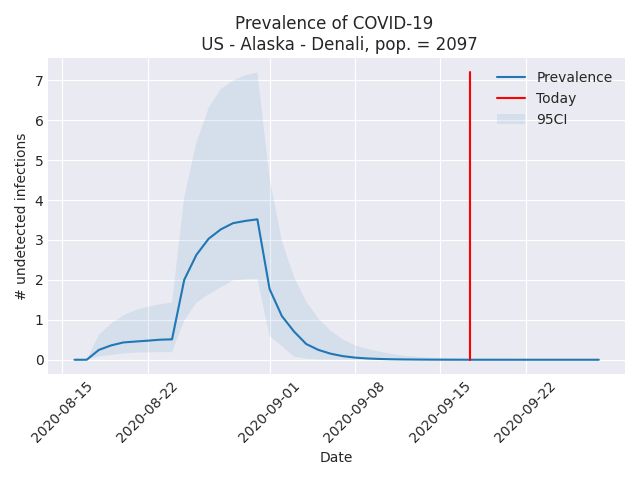 Prevalence of COVID-19
US - Alaska - Denali, pop. = 2097
7
6
5
4
3
2
1
0
# undetected infections
Prevalence
Today
95CI
2020-08-15
2020-08-22
2020-09-01
2020-09-08
2020-09-15
2020-09-22
Date